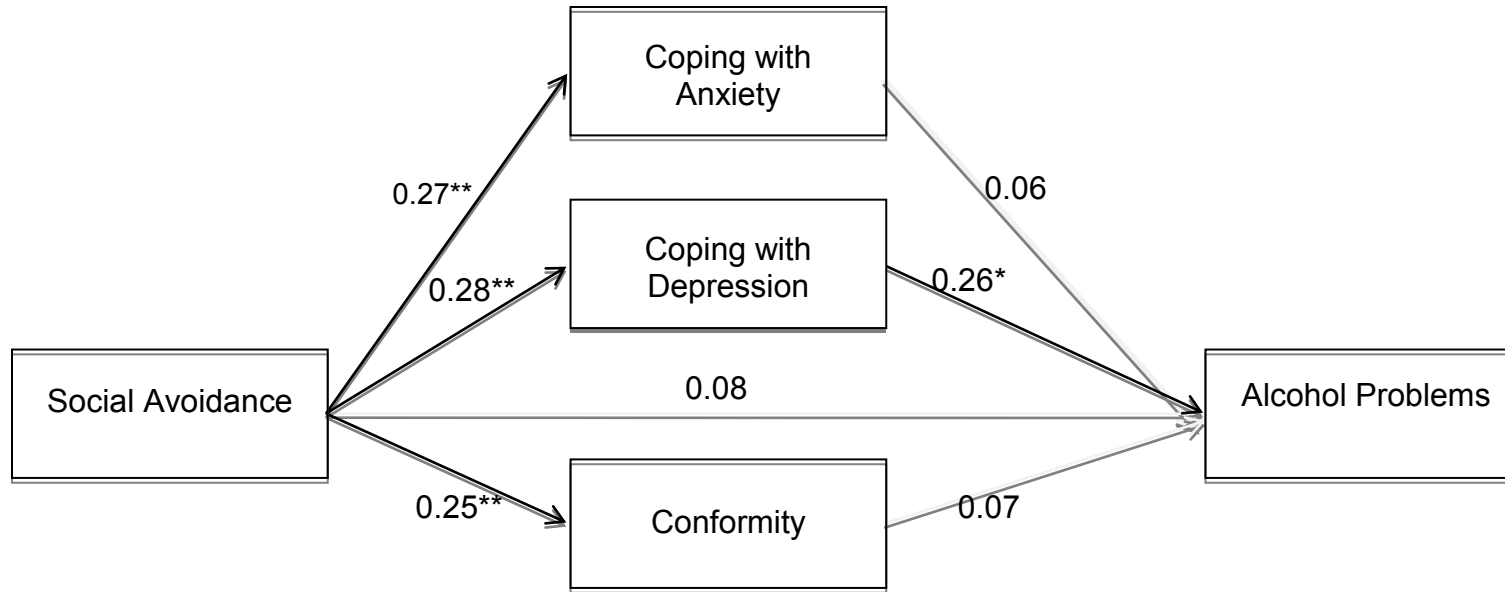 Coping with
Anxiety
0.27**
0.06
Coping with
Depression
0.28**
0.26*
Social Avoidance
0.08
Alcohol Problems
0.25**
Conformity
0.07